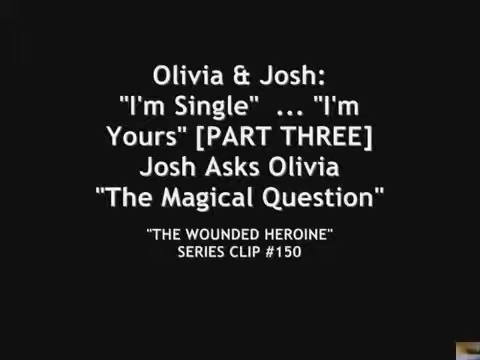 Olivia & Josh:
"I'm Single"  ... "I'm
Yours" [PART THREE]
Josh Asks Olivia
"The Magical Question"
"THE WOUNDED HEROINE"
SERIES CLIP #150